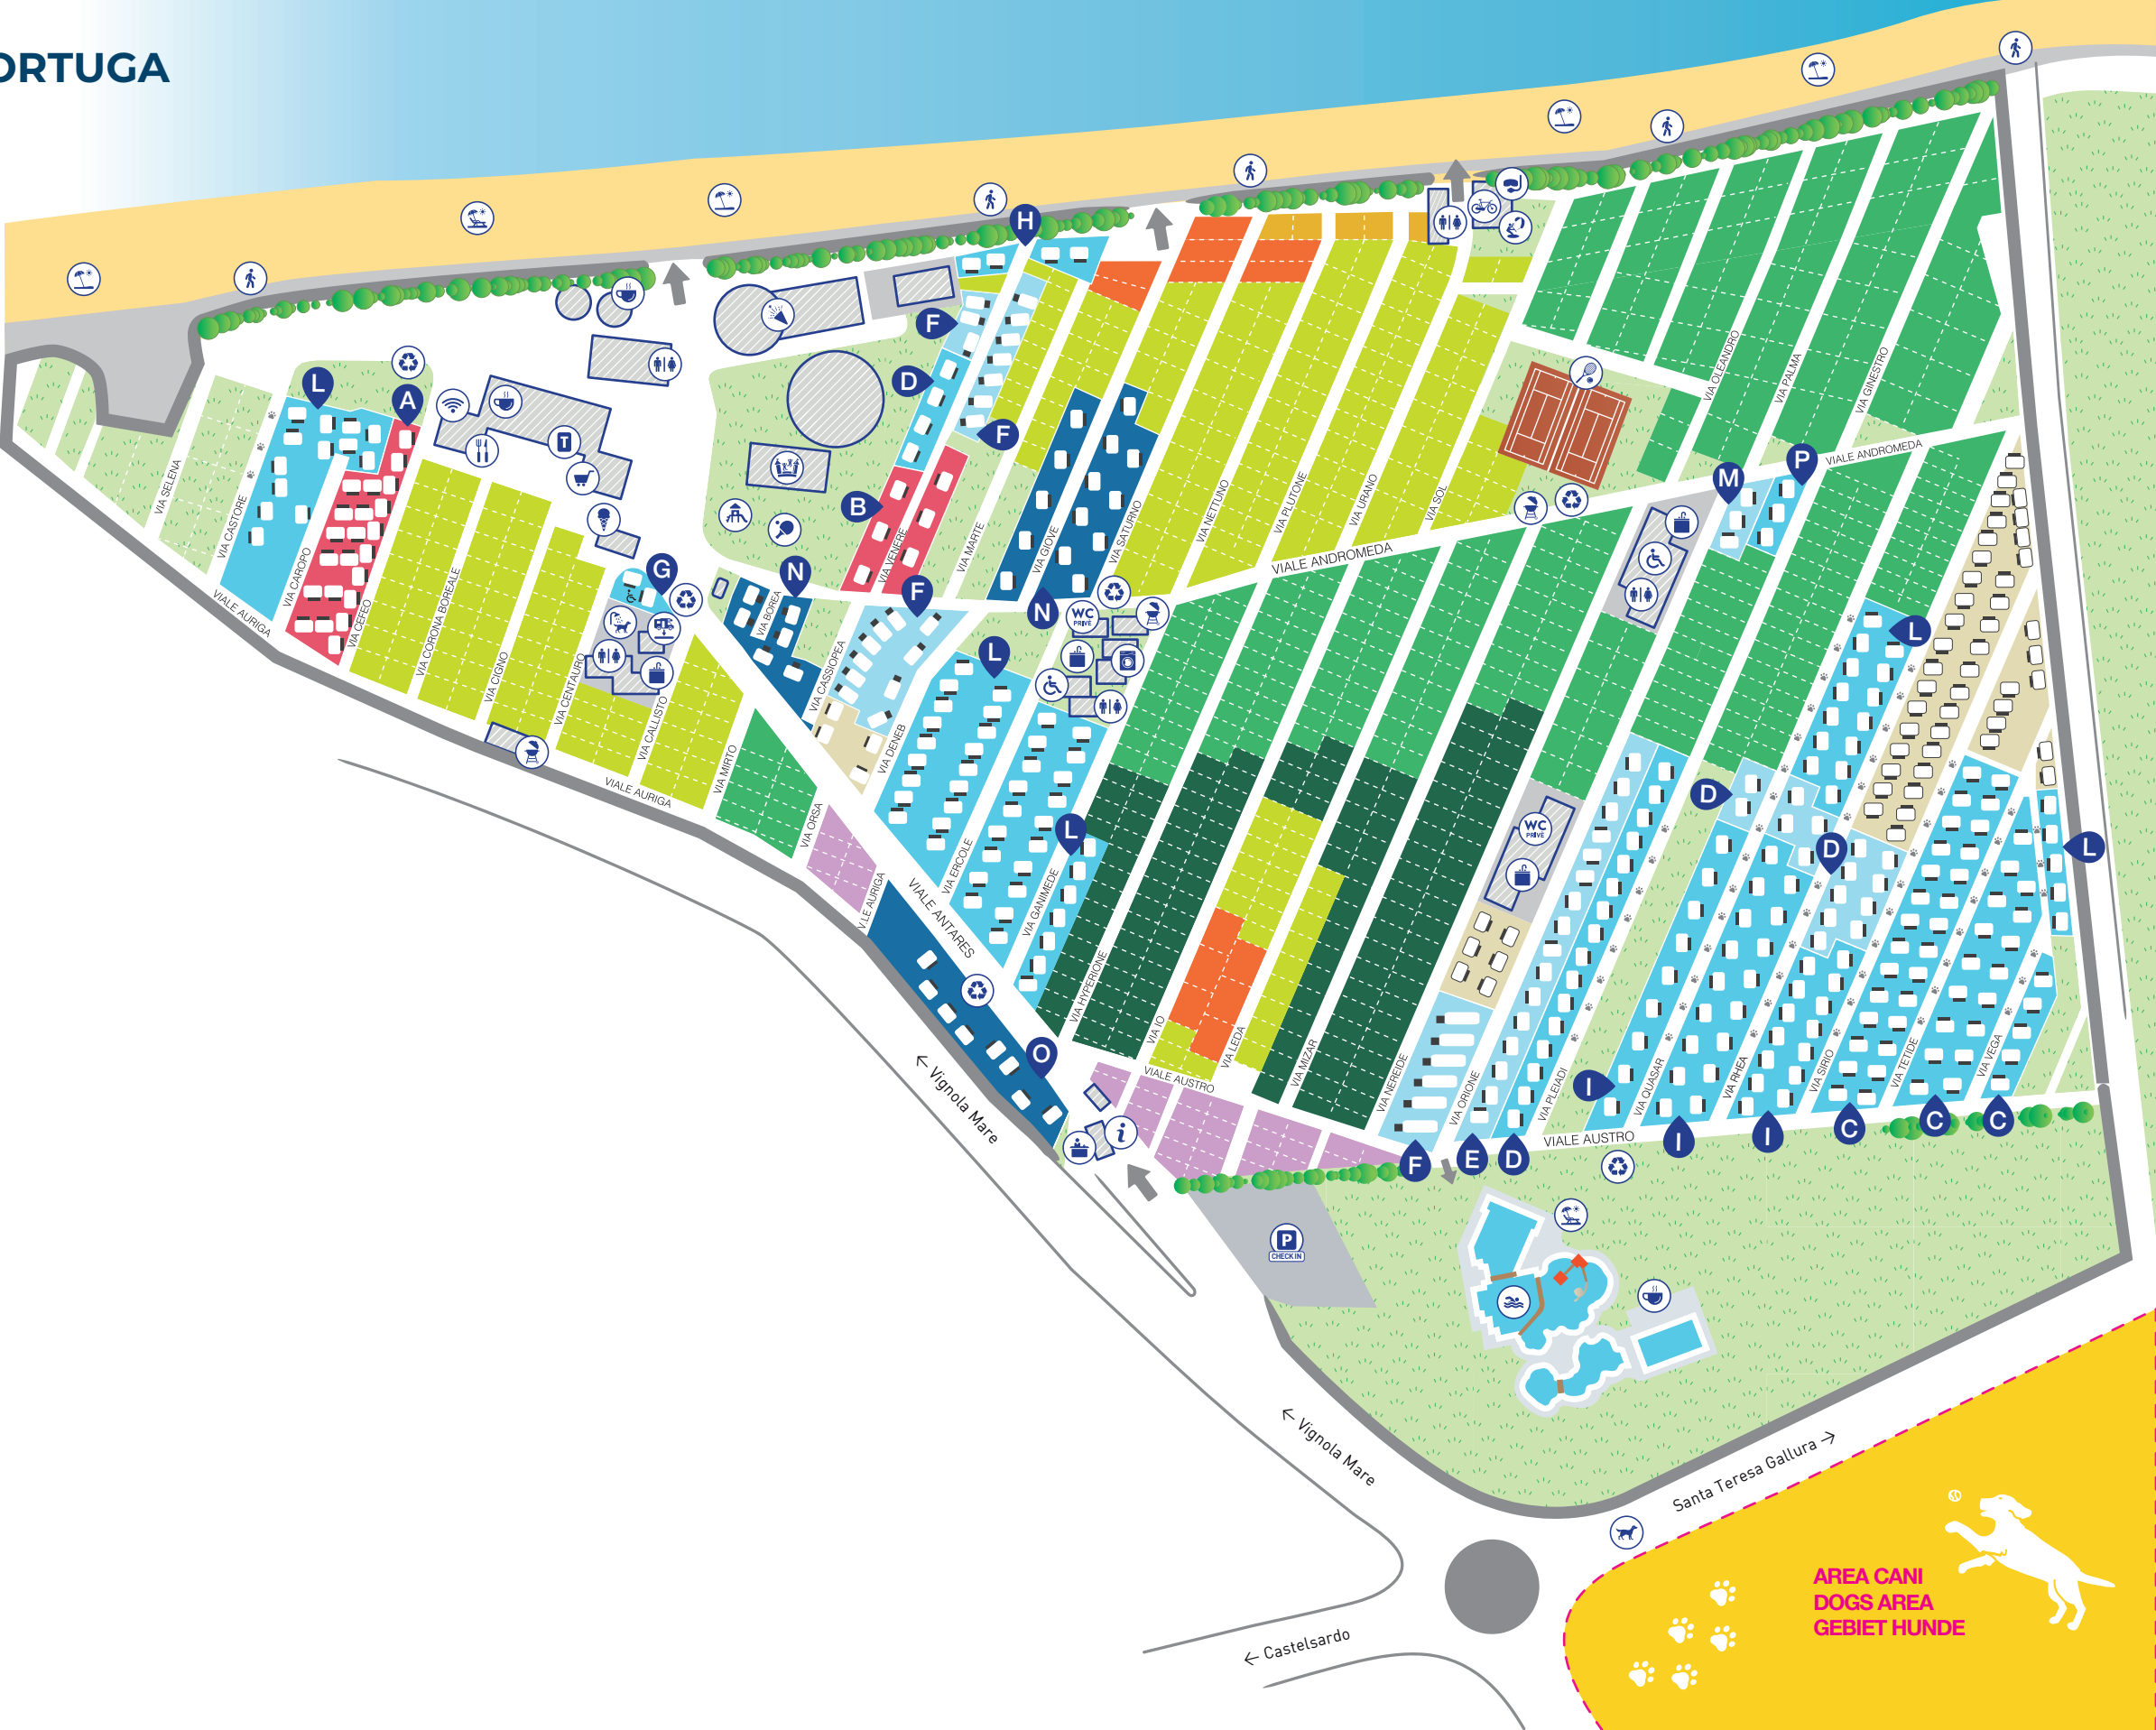 ORTUGA
H
F
D
F
L
A
T
B
N
G
F
N
WC
PRIVÉ
L
M
P
L
VIA SELENA
VIA CASTORE
VIA CAROPO
VIA CEFEO
VIA CORONA BOREALE
VIA CIGNO
VIA CENTAURO
VIA CALLISTO
VIA MIRTO
VIA ORSA
VIALE AURIGA
VIALE AURIGA
V.LE AURIGA
VIA BOREA
VIA CASSIOPEA
VIA VENERE
VIA MARTE
VIA GIOVE
VIA SATURNO
VIA NETTUNO
VIA PLUTONE
VIA URANO
VIA SOL
VIA OLEANDRO
VIA PALMA
VIA GINESTRO
VIALE ANDROMEDA
VIALE ANDROMEDA
VIA DENEB
VIA ERCOLE
VIA GANIMEDE
VIALE ANTARES
L
D
D
L
WC
PRIVÉ
O
VIA HYPERIONE
VIA IO
VIA LEDA
VIA MIZAR
VIA NEREIDE
VIA ORIONE
VIA PLEIADI
VIA QUASAR
VIA RHEA
VIA SIRIO
VIA TETIDE
VIA VEGA
VIALE AUSTRO
VIALE AUSTRO
I
F
E
D
I
I
C
C
C
i
← Vignola Mare
P
CHECK IN
← Vignola Mare
Santa Teresa Gallura →
← Castelsardo
AREA CANI
DOGS AREA
GEBIET HUNDE